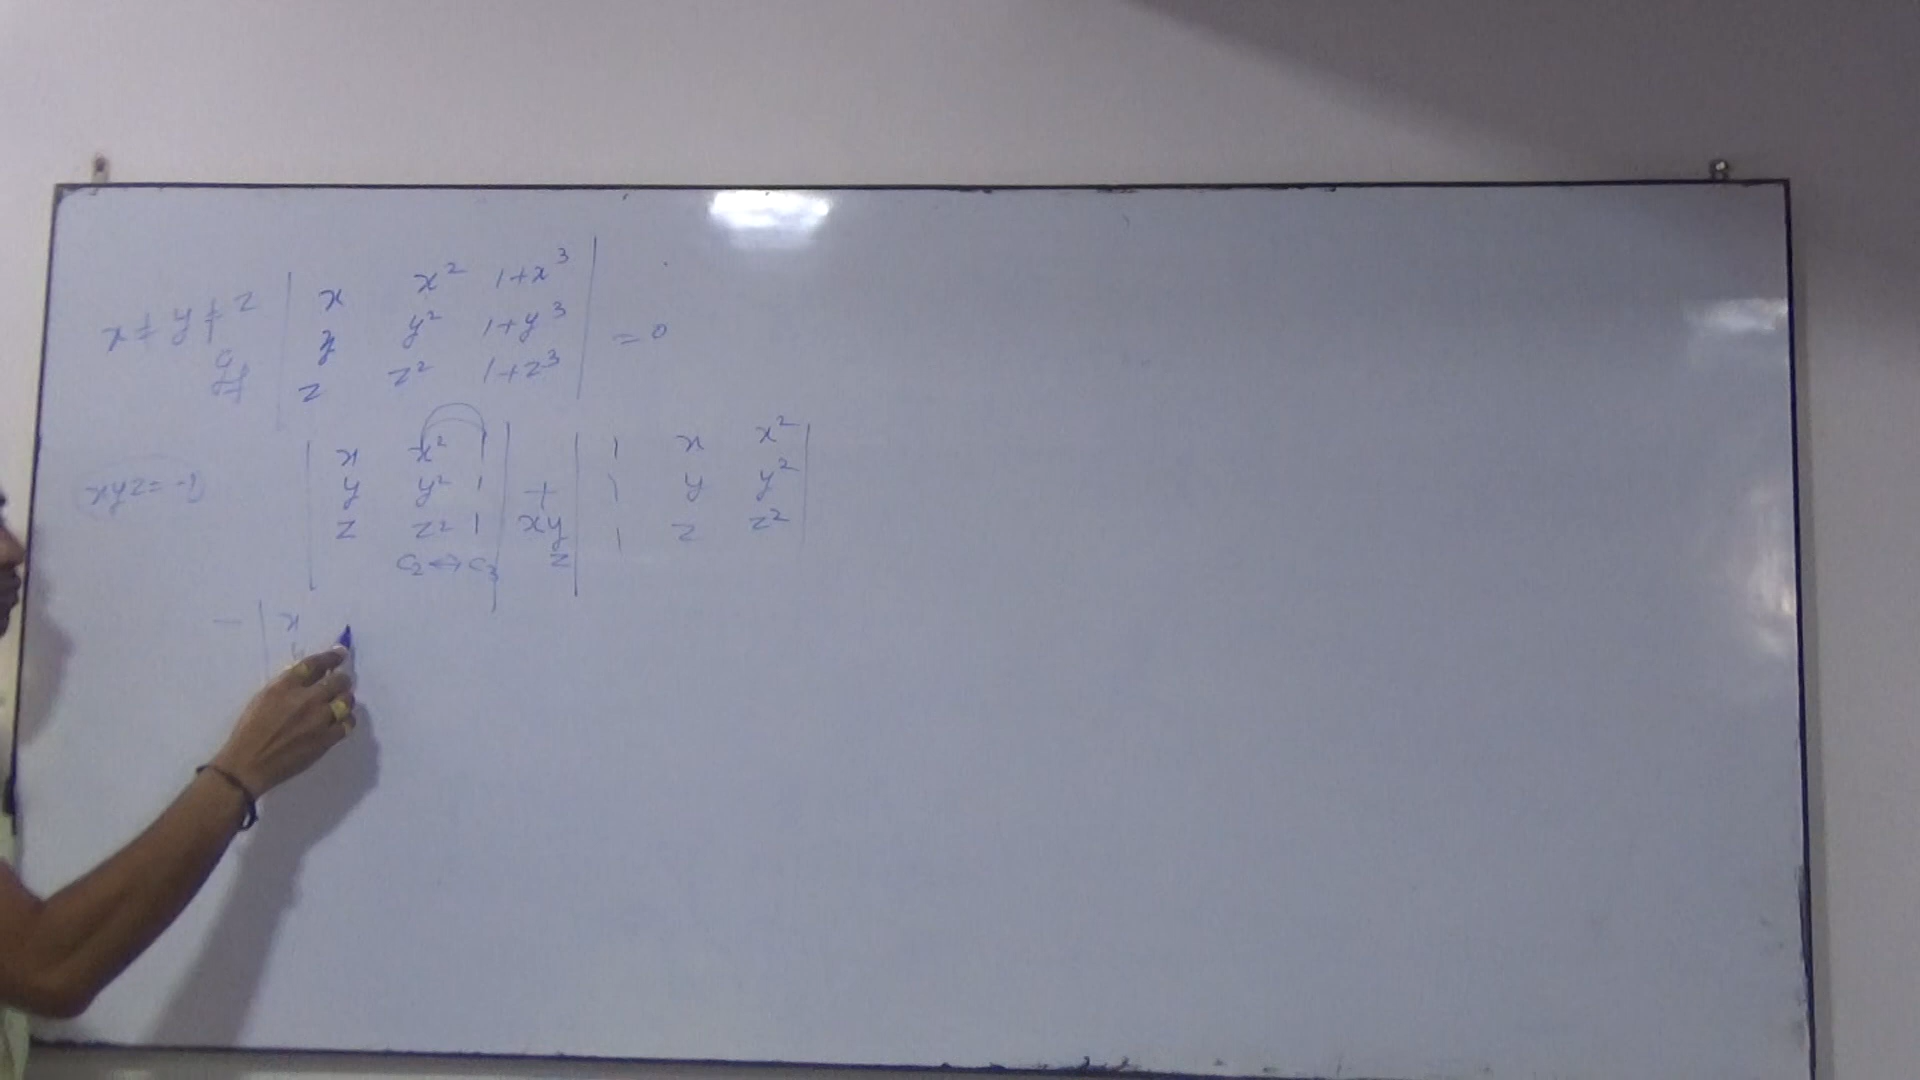 x ≠ y ≠ z | x x² 1+x³ |
If | y y² 1+y³ | = 0
| z z² 1+z³ |
| x x² 1 | | 1 x x² |
xyz = -1 | y y² 1 | + | 1 y y² |
| z z² 1 | xyz | 1 z z² |
C₂ ↔ C₃
- | x
y